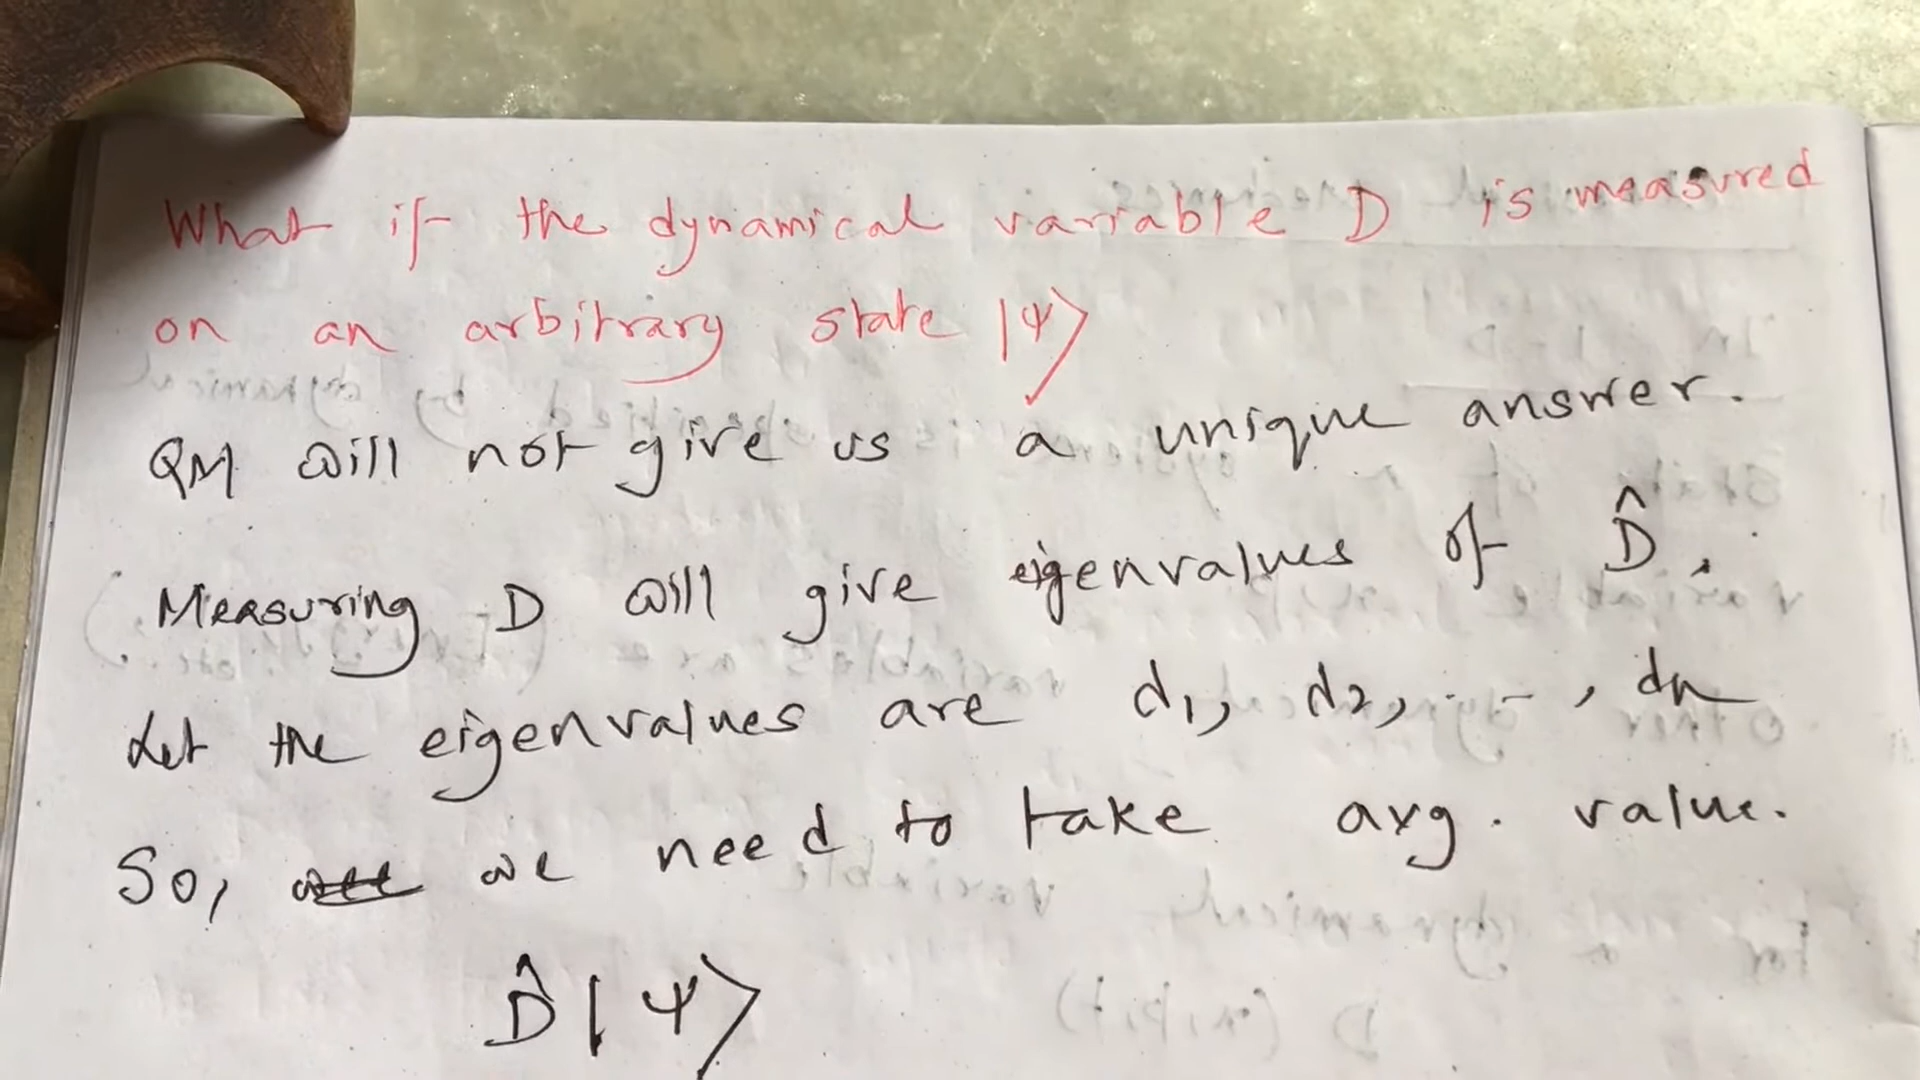 What if the dynamical variable D is measured
on an arbitrary state |Ψ⟩
QM will not give us a unique answer.
Measuring D will give eigenvalues of D̂.
Let the eigenvalues are d₁, d₂, - - -, dn
So, we need to take avg. value.
D̂|Ψ⟩